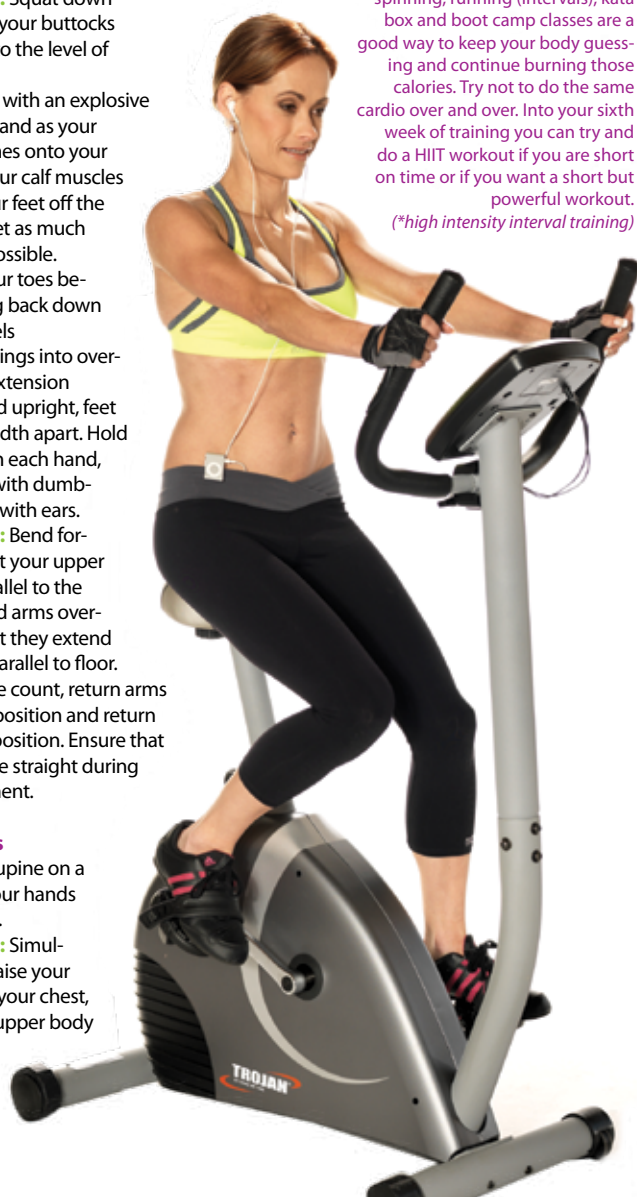 Squat down
your buttocks
o the level of
with an explosive
and as your
nes onto your
ur calf muscles
ur feet off the
et as much
ossible.
ur toes be-
g back down
els
ings into over-
xtension
d upright, feet
dth apart. Hold
n each hand,
with dumb-
with ears.
: Bend for-
t your upper
allel to the
d arms over-
t they extend
arallel to floor.
e count, return arms
position and return
position. Ensure that
e straight during
nent.
s
upine on a
our hands
.
: Simul-
aise your
your chest,
upper body
spinning, running (intervals), kata
box and boot camp classes are a
good way to keep your body guess-
ing and continue burning those
calories. Try not to do the same
cardio over and over. Into your sixth
week of training you can try and
do a HIIT workout if you are short
on time or if you want a short but
powerful workout.
(*high intensity interval training)
TROJAN